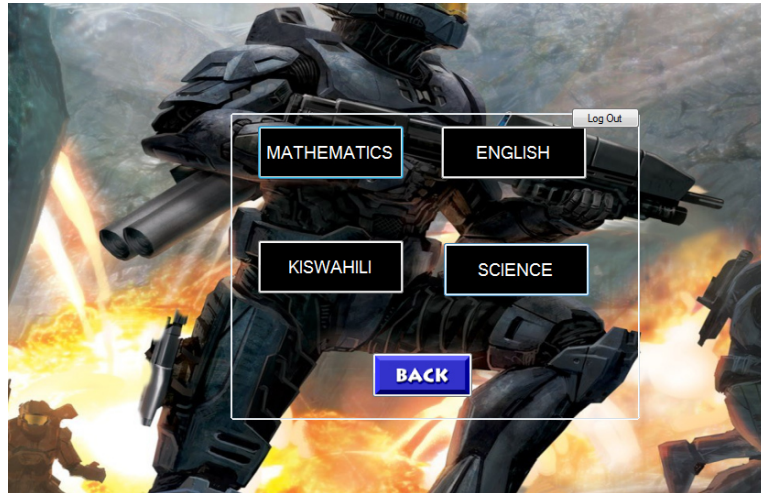 Log Out
MATHEMATICS
ENGLISH
KISWAHILI
SCIENCE
BACK